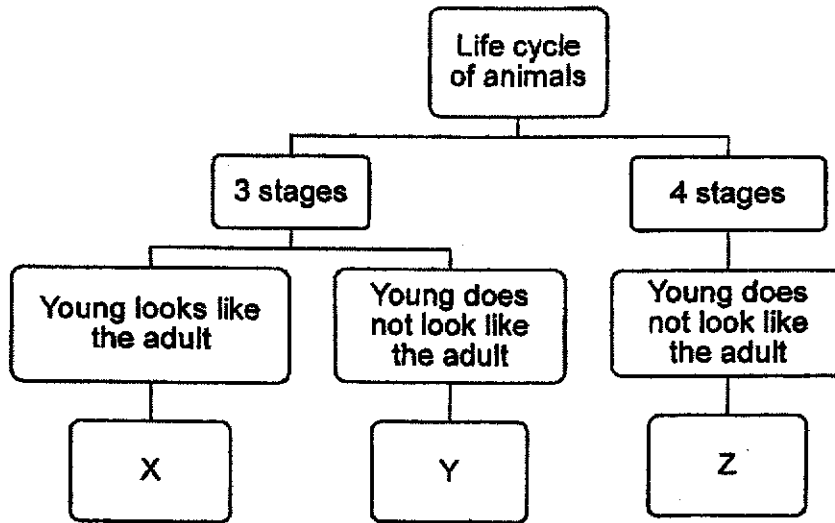 Life cycle
of animals
3 stages
4 stages
Young looks like
the adult
Young does
not look like
the adult
Young does
not look like
the adult
X
Y
Z